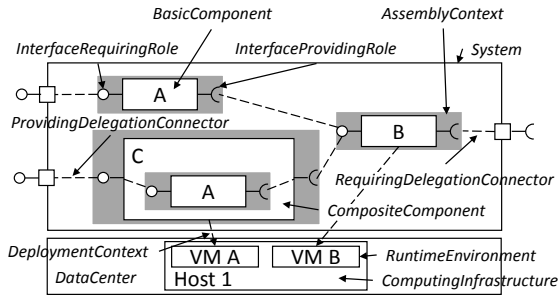 BasicComponent
AssemblyContext
InterfaceRequiringRole
InterfaceProvidingRole
System
A
ProvidingDelegationConnector
B
C
A
RequiringDelegationConnector
CompositeComponent
DeploymentContext
VM A
VM B
RuntimeEnvironment
DataCenter
Host 1
ComputingInfrastructure